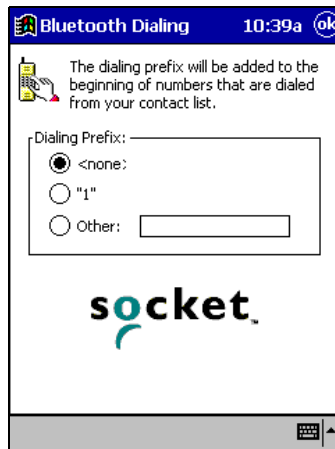 Bluetooth Dialing 10:39a ok
The dialing prefix will be added to the
beginning of numbers that are dialed
from your contact list.
Dialing Prefix:
<none>
"1"
Other:
socket™